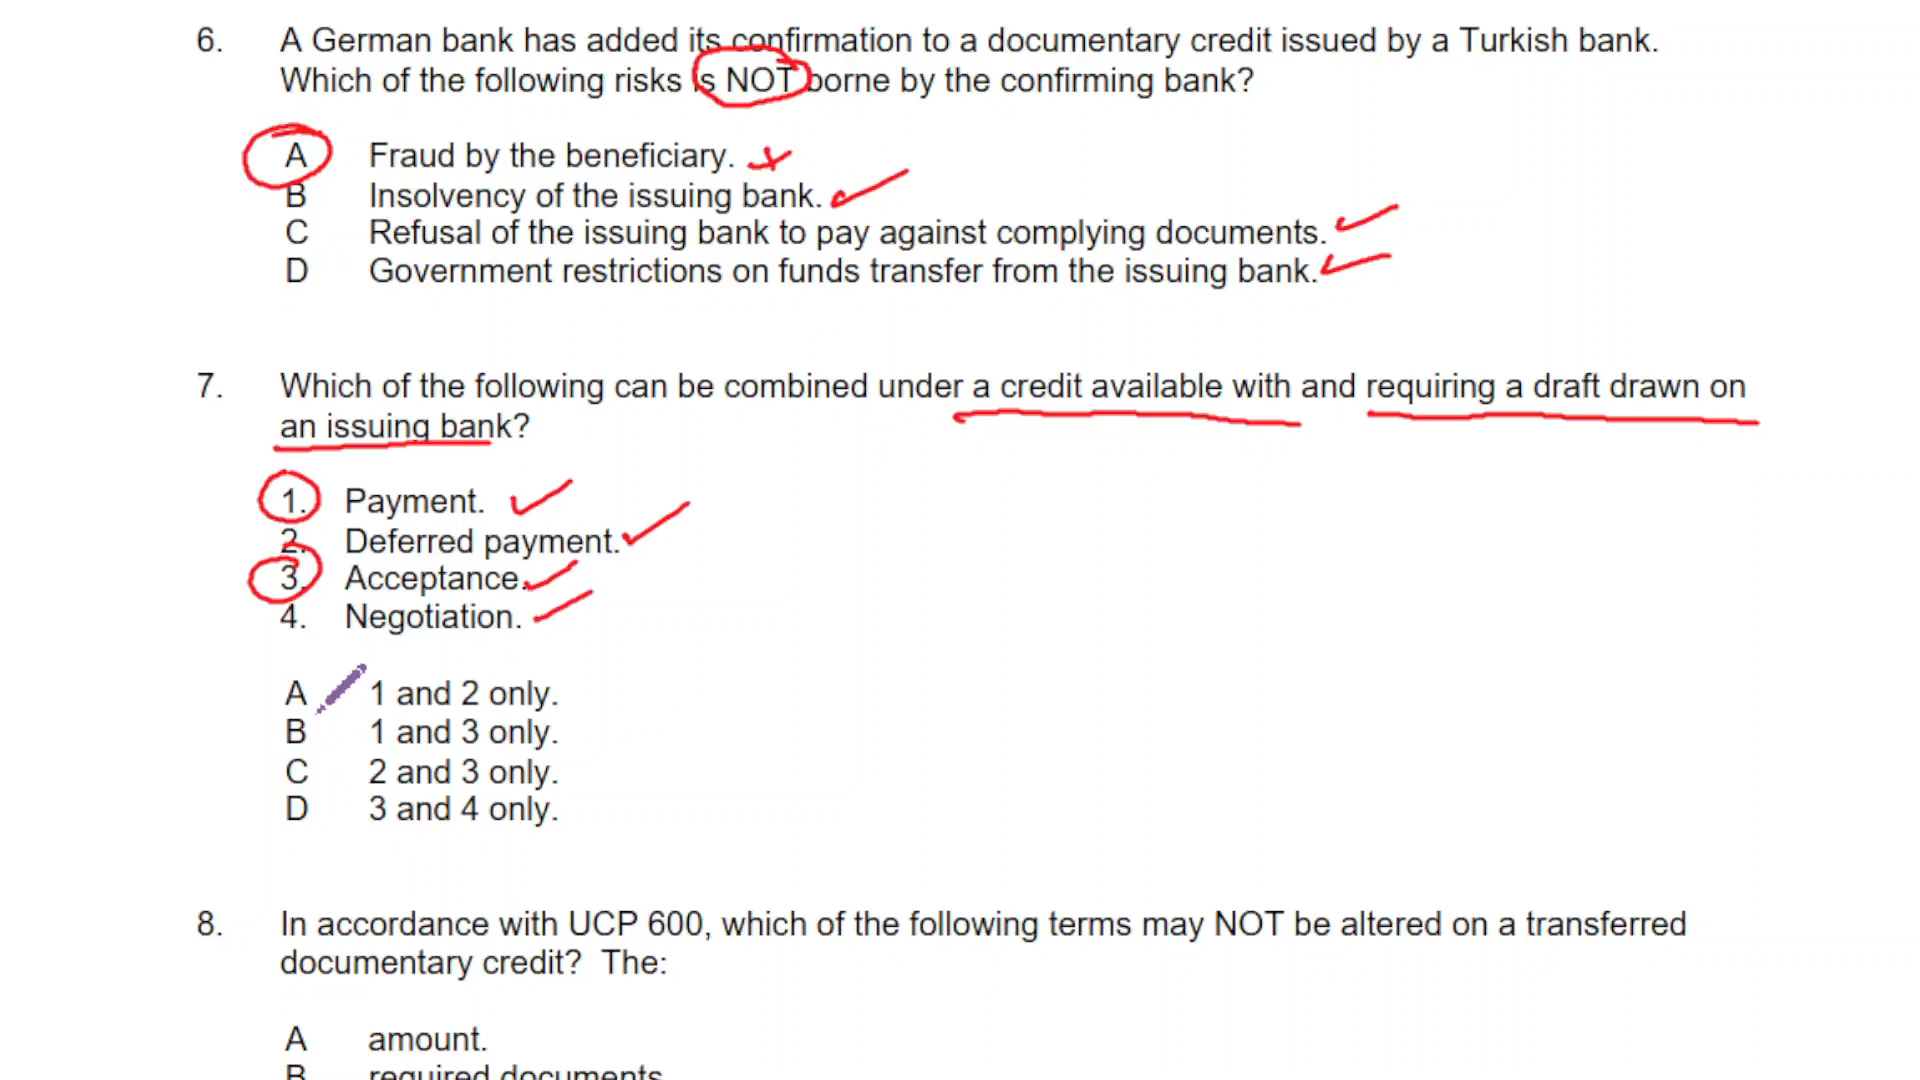 6. A German bank has added its confirmation to a documentary credit issued by a Turkish bank.
Which of the following risks is NOT borne by the confirming bank?
A Fraud by the beneficiary.
B Insolvency of the issuing bank.
C Refusal of the issuing bank to pay against complying documents.
D Government restrictions on funds transfer from the issuing bank.
7. Which of the following can be combined under a credit available with and requiring a draft drawn on
an issuing bank?
1. Payment.
2. Deferred payment.
3. Acceptance.
4. Negotiation.
A 1 and 2 only.
B 1 and 3 only.
C 2 and 3 only.
D 3 and 4 only.
8. In accordance with UCP 600, which of the following terms may NOT be altered on a transferred
documentary credit? The:
A amount.
B required documents